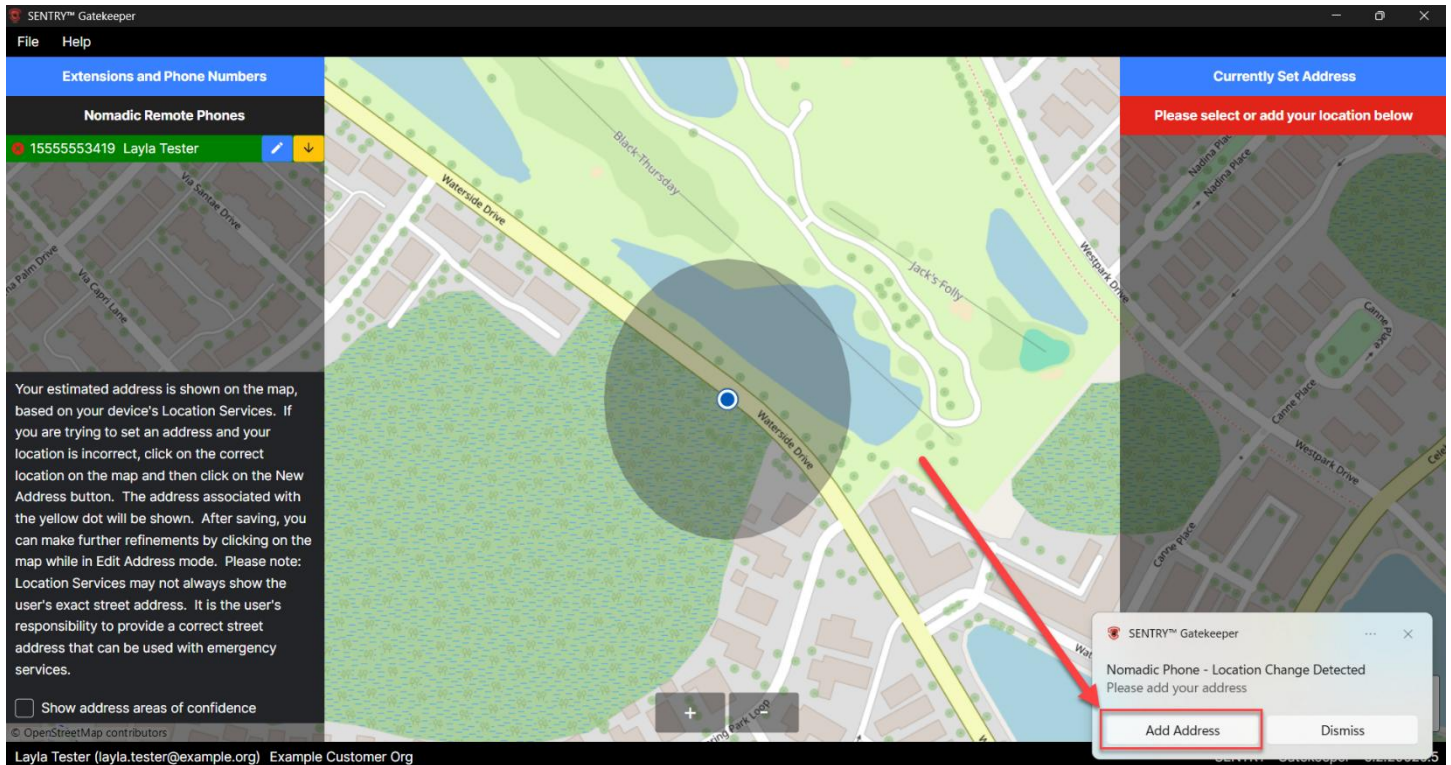 SENTRY™ Gatekeeper
File Help
Extensions and Phone Numbers
Nomadic Remote Phones
15555553419 Layla Tester
Via Santae Drive
Palm Drive
Via Capri Lane
Your estimated address is shown on the map,
based on your device's Location Services. If
you are trying to set an address and your
location is incorrect, click on the correct
location on the map and then click on the New
Address button. The address associated with
the yellow dot will be shown. After saving, you
can make further refinements by clicking on the
map while in Edit Address mode. Please note:
Location Services may not always show the
user's exact street address. It is the user's
responsibility to provide a correct street
address that can be used with emergency
services.
Show address areas of confidence
© OpenStreetMap contributors
Layla Tester (layla.tester@example.org) Example Customer Org
Black Thursday
Waterside Drive
Jack's Folly
Waterside Drive
Westpark Drive
Park Loop
+ -
Currently Set Address
Please select or add your location below
Nadina Place
Nadina Place
Canne Place
Canne Place
Westpark Drive
Canne Place
SENTRY™ Gatekeeper
Nomadic Phone - Location Change Detected
Please add your address
Add Address Dismiss